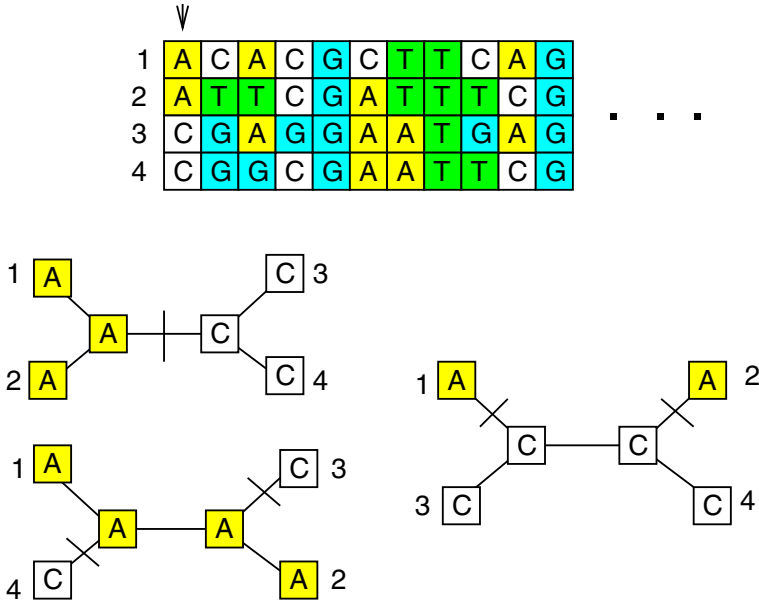 1 A C A C G C T T C A G
2 A T T C G A T T T C G
3 C G A G G A A T G A G
4 C G G C G A A T T C G
. . .
1 A C 3
A C
2 A C 4
1 A A 2
C C
3 C C 4
1 A C 3
A A
4 C A 2